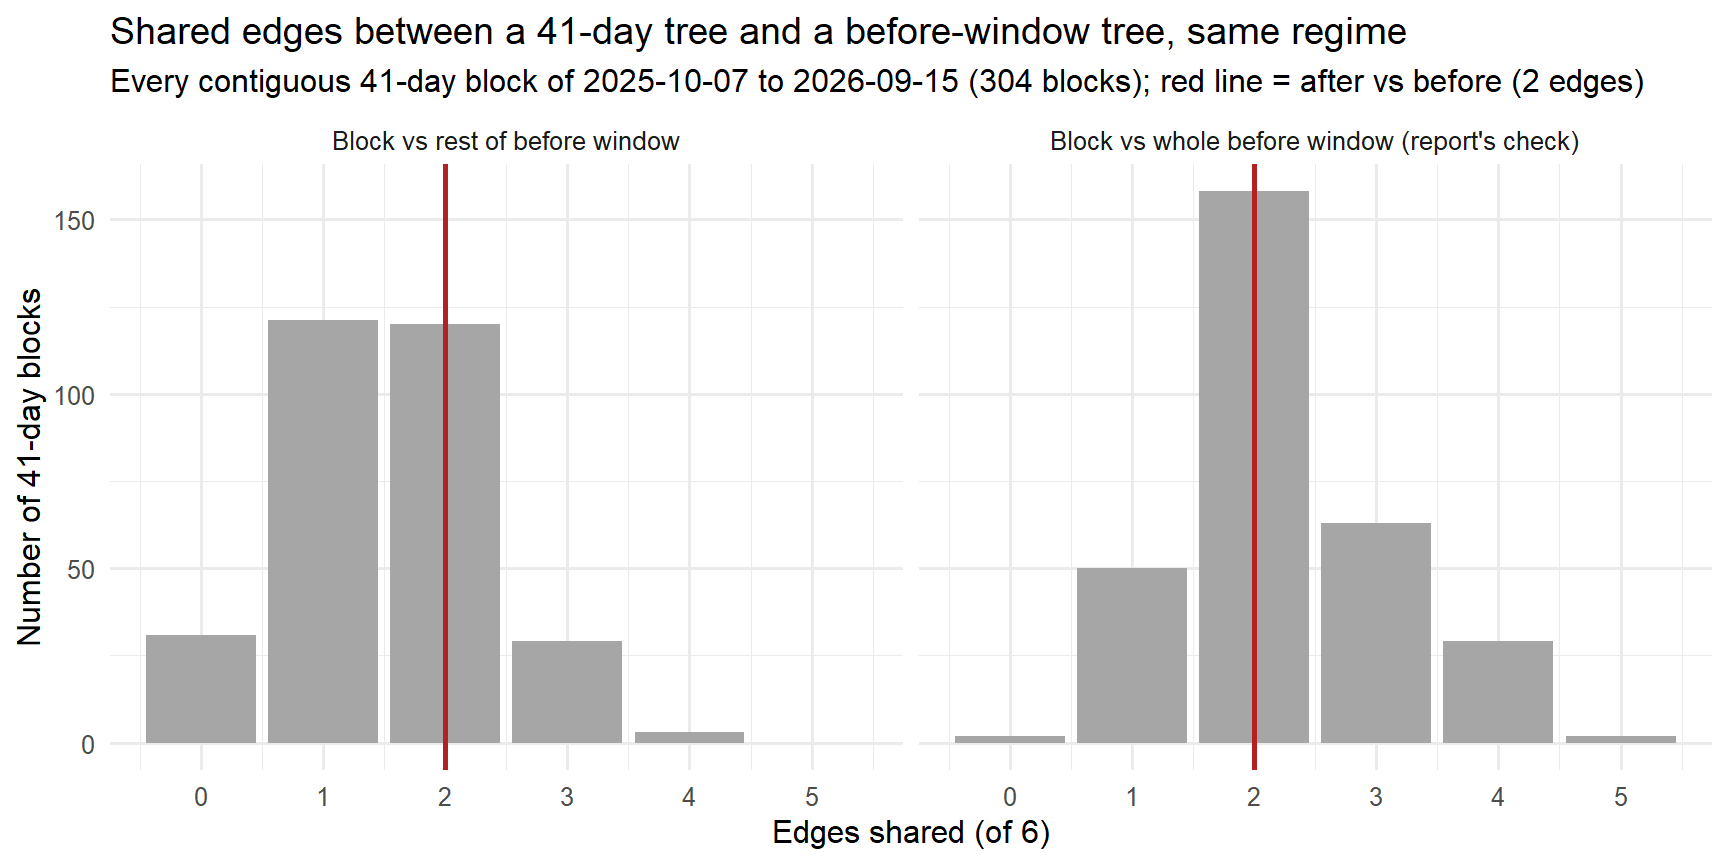 Shared edges between a 41-day tree and a before-window tree, same regime
Every contiguous 41-day block of 2025-10-07 to 2026-09-15 (304 blocks); red line = after vs before (2 edges)
Block vs rest of before window
Block vs whole before window (report's check)
Number of 41-day blocks
150
100
50
0
0 1 2 3 4 5
0 1 2 3 4 5
Edges shared (of 6)